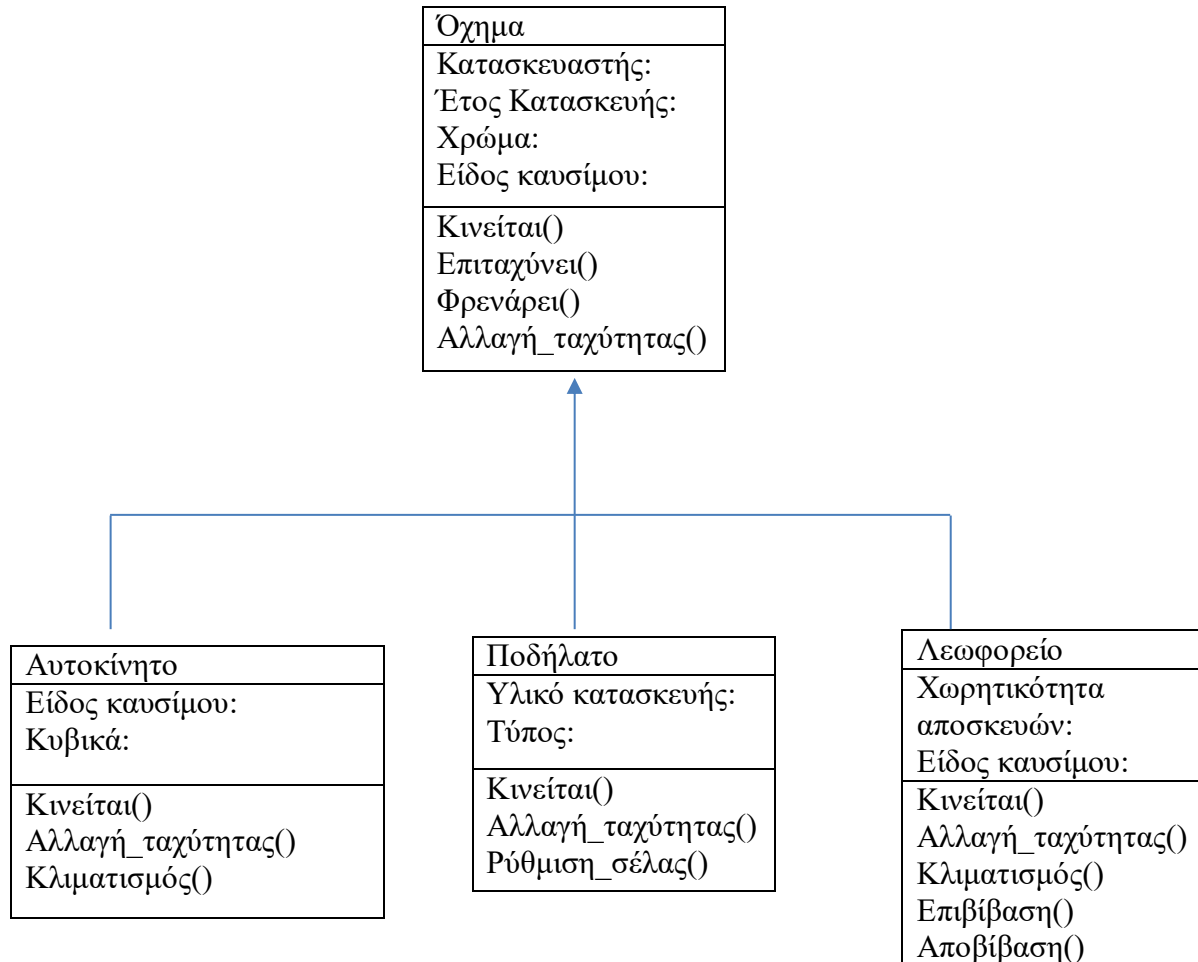 Όχημα
Κατασκευαστής:
Έτος Κατασκευής:
Χρώμα:
Είδος καυσίμου:
Κινείται()
Επιταχύνει()
Φρενάρει()
Αλλαγή_ταχύτητας()
Αυτοκίνητο
Είδος καυσίμου:
Κυβικά:
Κινείται()
Αλλαγή_ταχύτητας()
Κλιματισμός()
Ποδήλατο
Υλικό κατασκευής:
Τύπος:
Κινείται()
Αλλαγή_ταχύτητας()
Ρύθμιση_σέλας()
Λεωφορείο
Χωρητικότητα
αποσκευών:
Είδος καυσίμου:
Κινείται()
Αλλαγή_ταχύτητας()
Κλιματισμός()
Επιβίβαση()
Αποβίβαση()